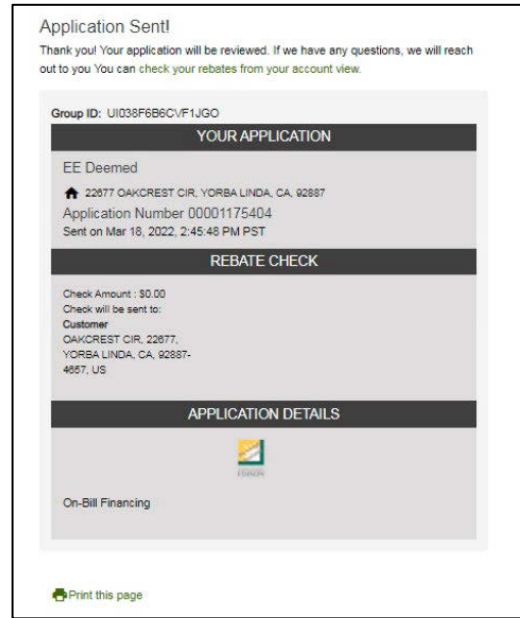 Application Sent!
Thank you! Your application will be reviewed. If we have any questions, we will reach
out to you You can check your rebates from your account view.
Group ID: UI038F6B6CVF1JGO
YOUR APPLICATION
EE Deemed
22677 OAKCREST CIR, YORBA LINDA, CA, 92887
Application Number 00001175404
Sent on Mar 18, 2022, 2:45:48 PM PST
REBATE CHECK
Check Amount : $0.00
Check will be sent to:
Customer
OAKCREST CIR, 22677,
YORBA LINDA, CA, 92887-
4657, US
APPLICATION DETAILS
EDISON
On-Bill Financing
Print this page